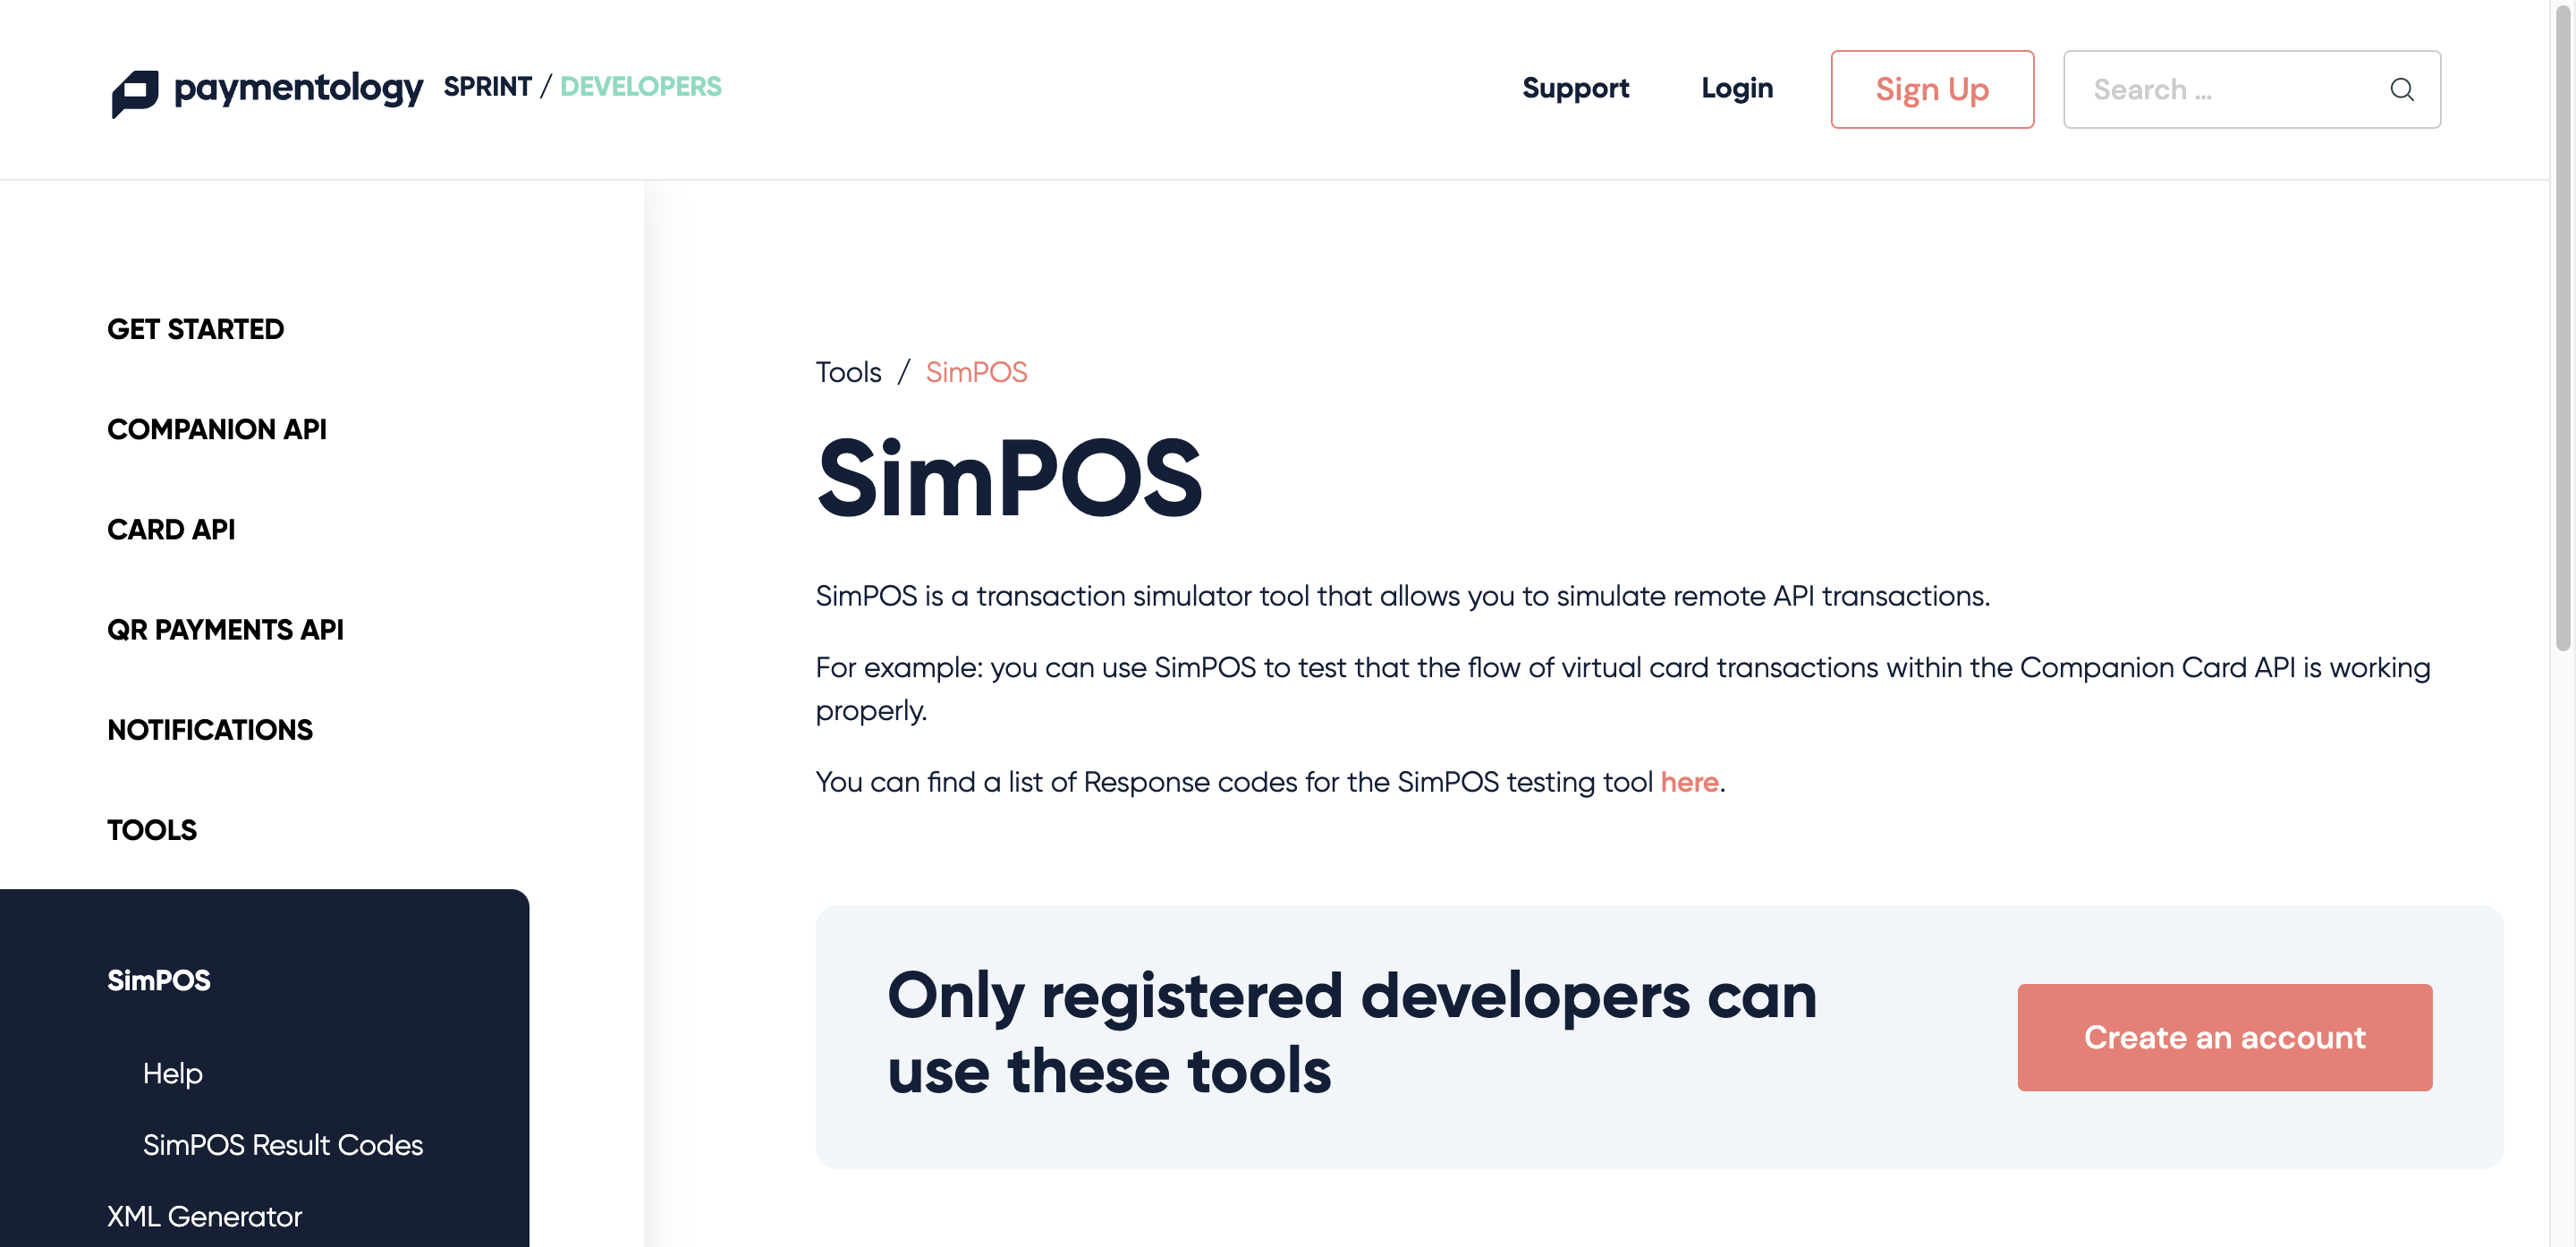 paymentology SPRINT / DEVELOPERS
Support Login Sign Up Search ...
GET STARTED
COMPANION API
CARD API
QR PAYMENTS API
NOTIFICATIONS
TOOLS
SimPOS
Help
SimPOS Result Codes
XML Generator
Tools / SimPOS
SimPOS
SimPOS is a transaction simulator tool that allows you to simulate remote API transactions.
For example: you can use SimPOS to test that the flow of virtual card transactions within the Companion Card API is working
properly.
You can find a list of Response codes for the SimPOS testing tool here.
Only registered developers can
use these tools
Create an account